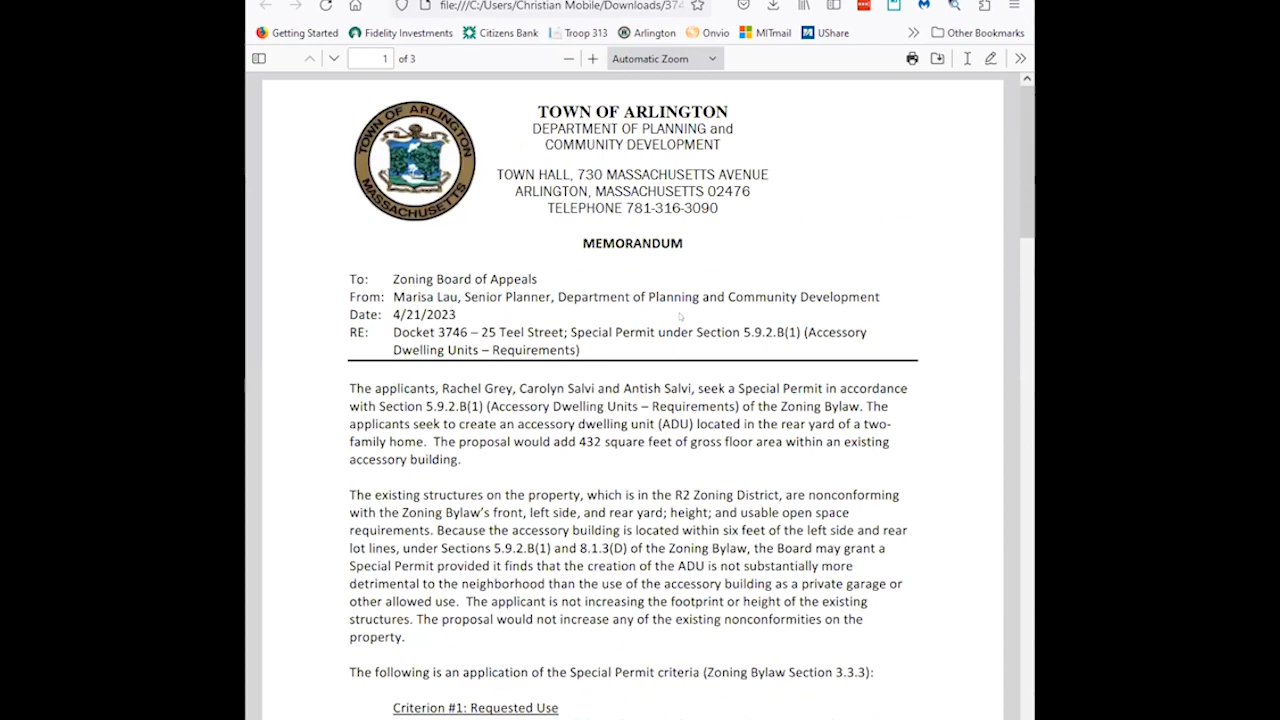 file:///C:/Users/Christian Mobile/Downloads/374
Getting Started
Fidelity Investments
Citizens Bank
Troop 313
Arlington
Onvio
MITmail
UShare
Other Bookmarks
1 of 3
Automatic Zoom
TOWN OF ARLINGTON
MASSACHUSETTS
TOWN OF ARLINGTON
DEPARTMENT OF PLANNING and
COMMUNITY DEVELOPMENT
TOWN HALL, 730 MASSACHUSETTS AVENUE
ARLINGTON, MASSACHUSETTS 02476
TELEPHONE 781-316-3090
MEMORANDUM
To: Zoning Board of Appeals
From: Marisa Lau, Senior Planner, Department of Planning and Community Development
Date: 4/21/2023
RE: Docket 3746 – 25 Teel Street; Special Permit under Section 5.9.2.B(1) (Accessory
Dwelling Units – Requirements)
The applicants, Rachel Grey, Carolyn Salvi and Antish Salvi, seek a Special Permit in accordance
with Section 5.9.2.B(1) (Accessory Dwelling Units – Requirements) of the Zoning Bylaw. The
applicants seek to create an accessory dwelling unit (ADU) located in the rear yard of a two-
family home. The proposal would add 432 square feet of gross floor area within an existing
accessory building.
The existing structures on the property, which is in the R2 Zoning District, are nonconforming
with the Zoning Bylaw's front, left side, and rear yard; height; and usable open space
requirements. Because the accessory building is located within six feet of the left side and rear
lot lines, under Sections 5.9.2.B(1) and 8.1.3(D) of the Zoning Bylaw, the Board may grant a
Special Permit provided it finds that the creation of the ADU is not substantially more
detrimental to the neighborhood than the use of the accessory building as a private garage or
other allowed use. The applicant is not increasing the footprint or height of the existing
structures. The proposal would not increase any of the existing nonconformities on the
property.
The following is an application of the Special Permit criteria (Zoning Bylaw Section 3.3.3):
Criterion #1: Requested Use